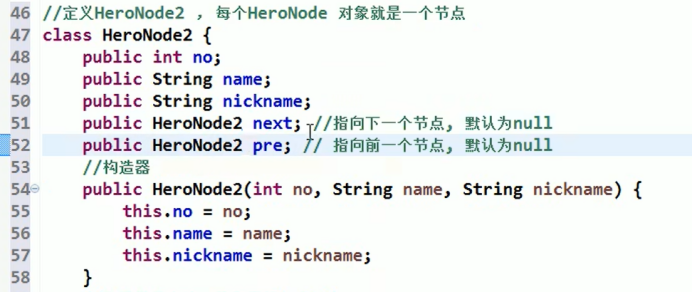 46 //定义HeroNode2 , 每个HeroNode 对象就是一个节点
47 class HeroNode2 {
48 public int no;
49 public String name;
50 public String nickname;
51 public HeroNode2 next; //指向下一个节点, 默认为null
52 public HeroNode2 pre; // 指向前一个节点, 默认为null
53 //构造器
54 public HeroNode2(int no, String name, String nickname) {
55 this.no = no;
56 this.name = name;
57 this.nickname = nickname;
58 }